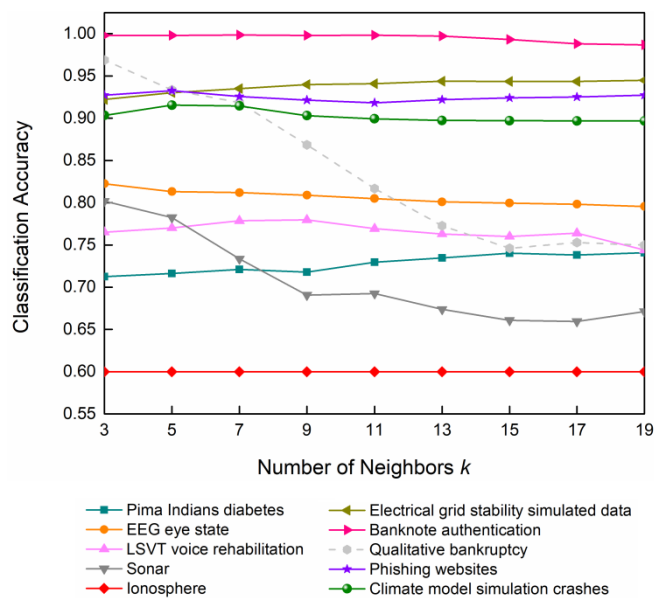 1.00
0.95
0.90
0.85
0.80
0.75
0.70
0.65
0.60
0.55
Classification Accuracy
3 5 7 9 11 13 15 17 19
Number of Neighbors k
Pima Indians diabetes
EEG eye state
LSVT voice rehabilitation
Sonar
Ionosphere
Electrical grid stability simulated data
Banknote authentication
Qualitative bankruptcy
Phishing websites
Climate model simulation crashes